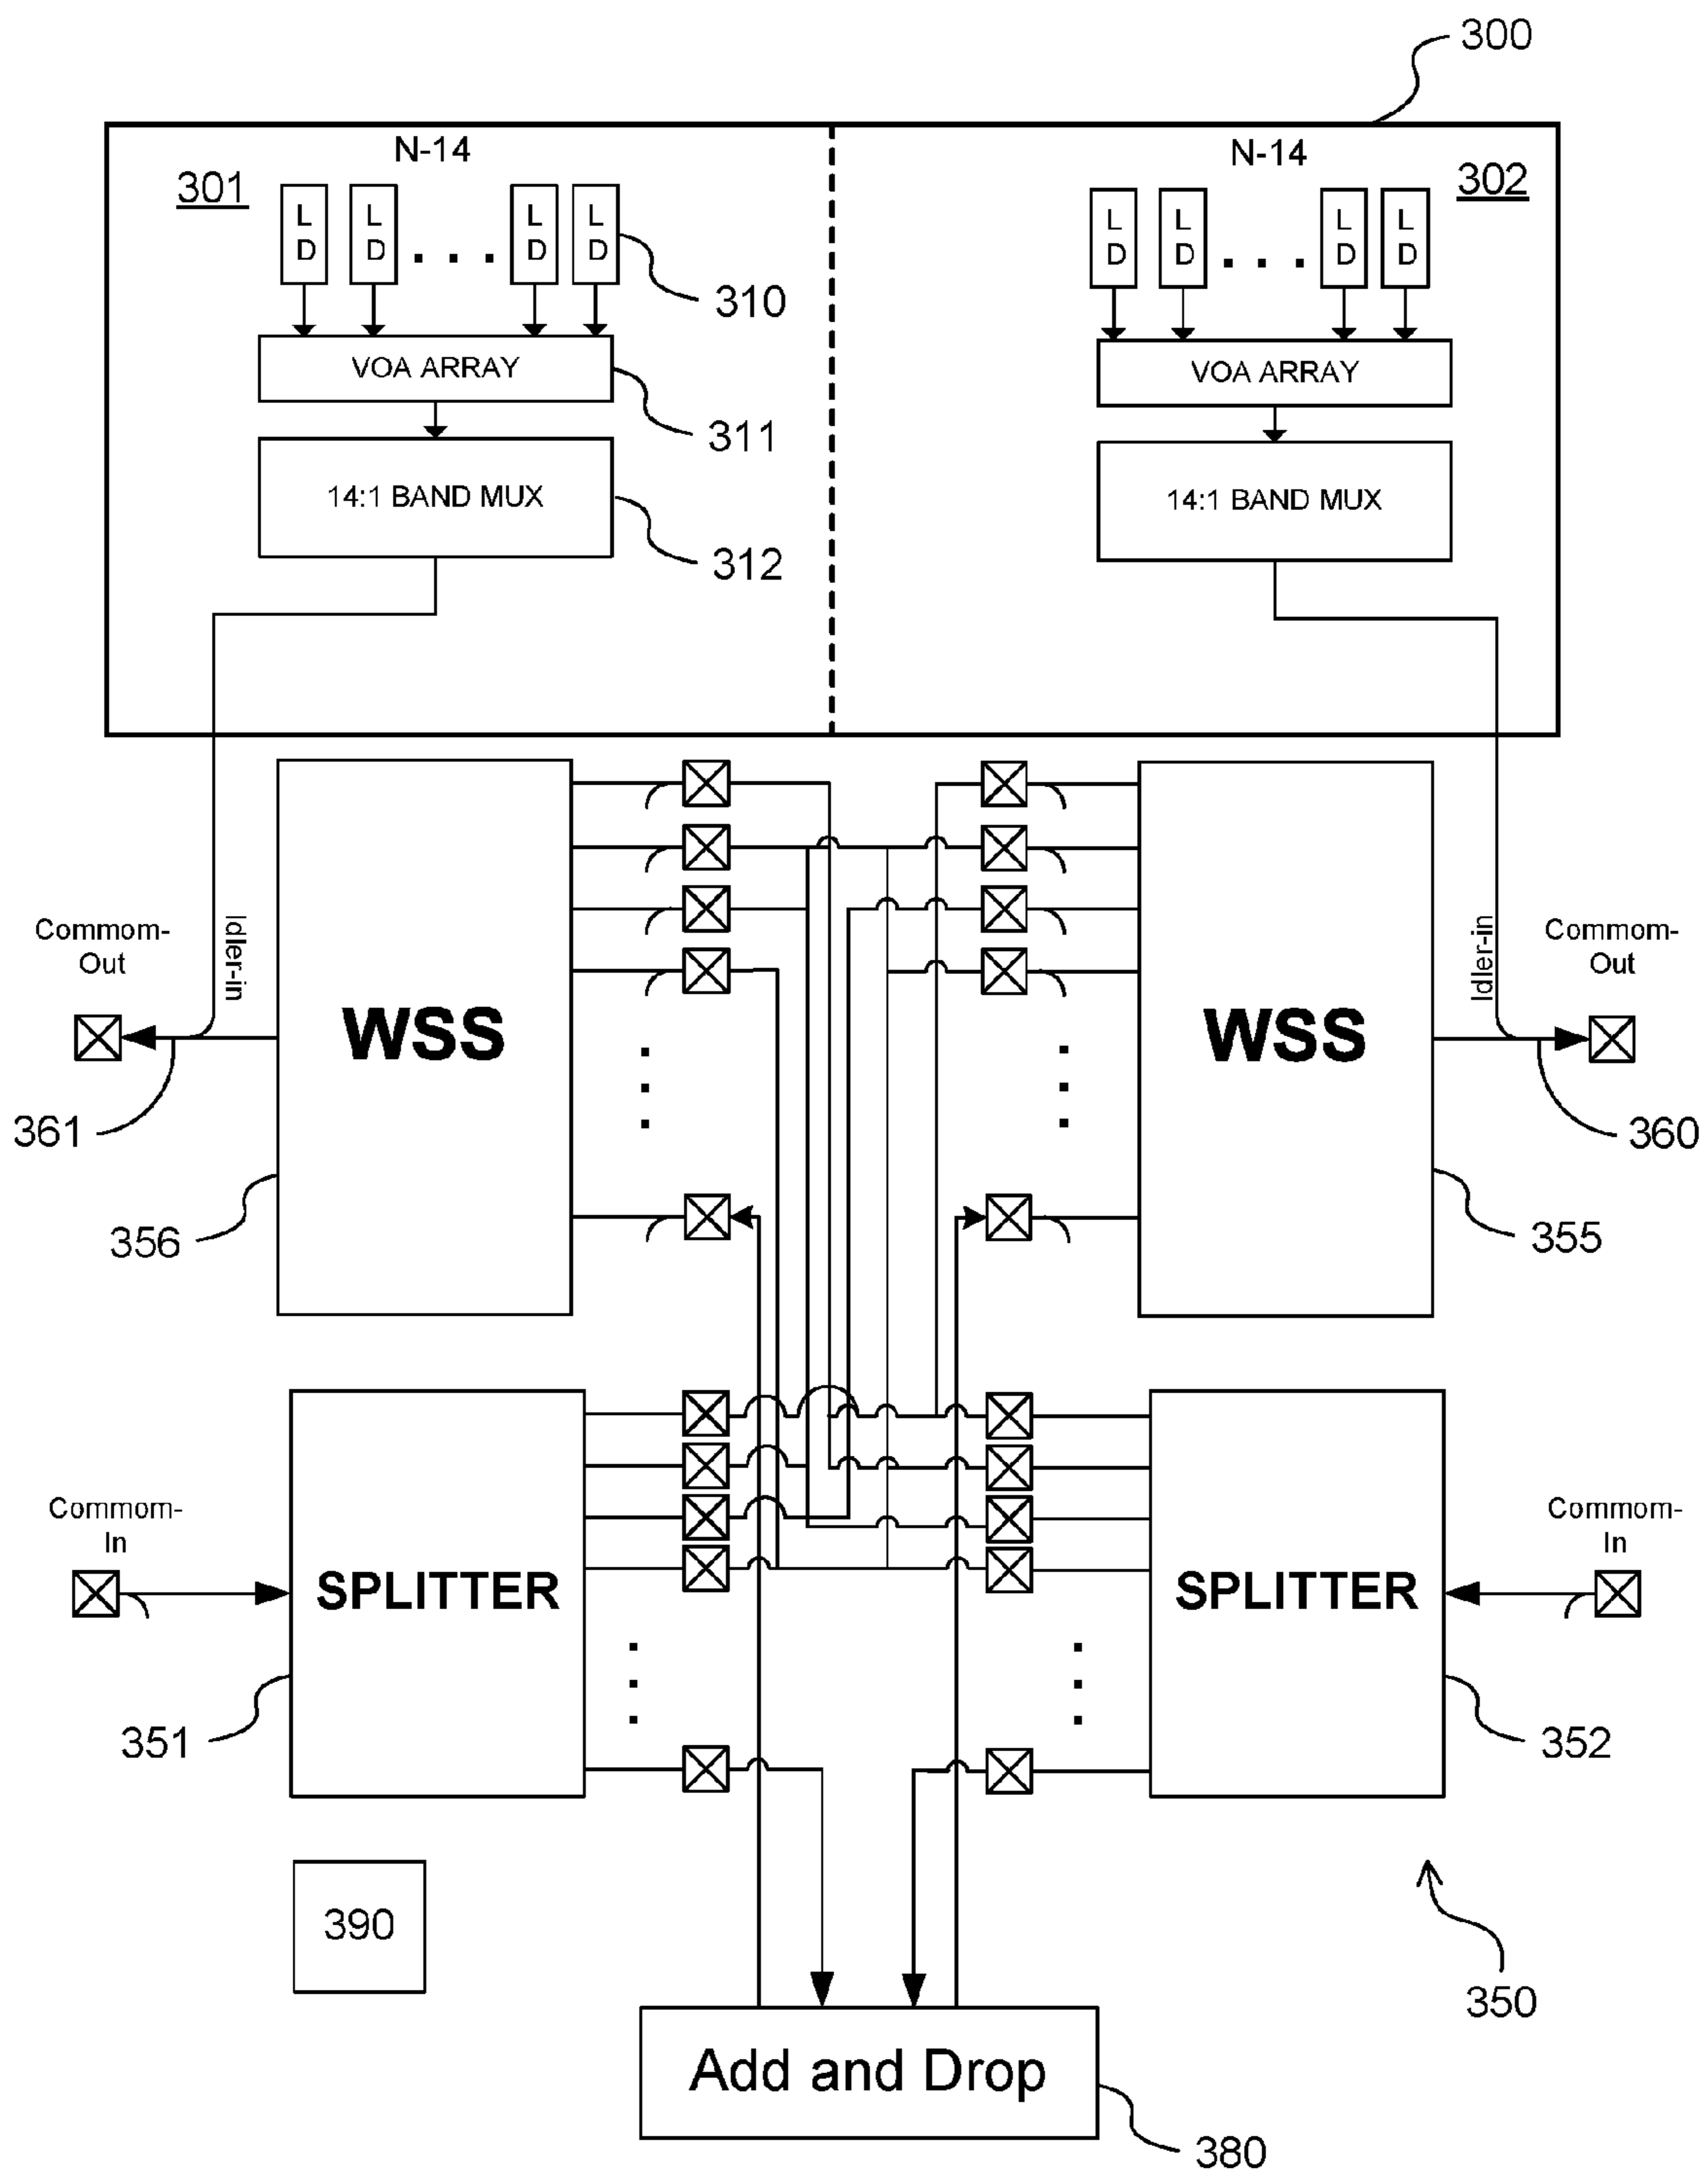 300
N-14
N-14
301
302
L
D
L
D
L
D
L
D
L
D
L
D
L
D
L
D
310
VOA ARRAY
VOA ARRAY
311
14:1 BAND MUX
14:1 BAND MUX
312
Commom-
Out
Idler-in
Idler-in
Commom-
Out
WSS
WSS
361
360
356
355
Commom-
In
Commom-
In
SPLITTER
SPLITTER
351
352
390
350
Add and Drop
380